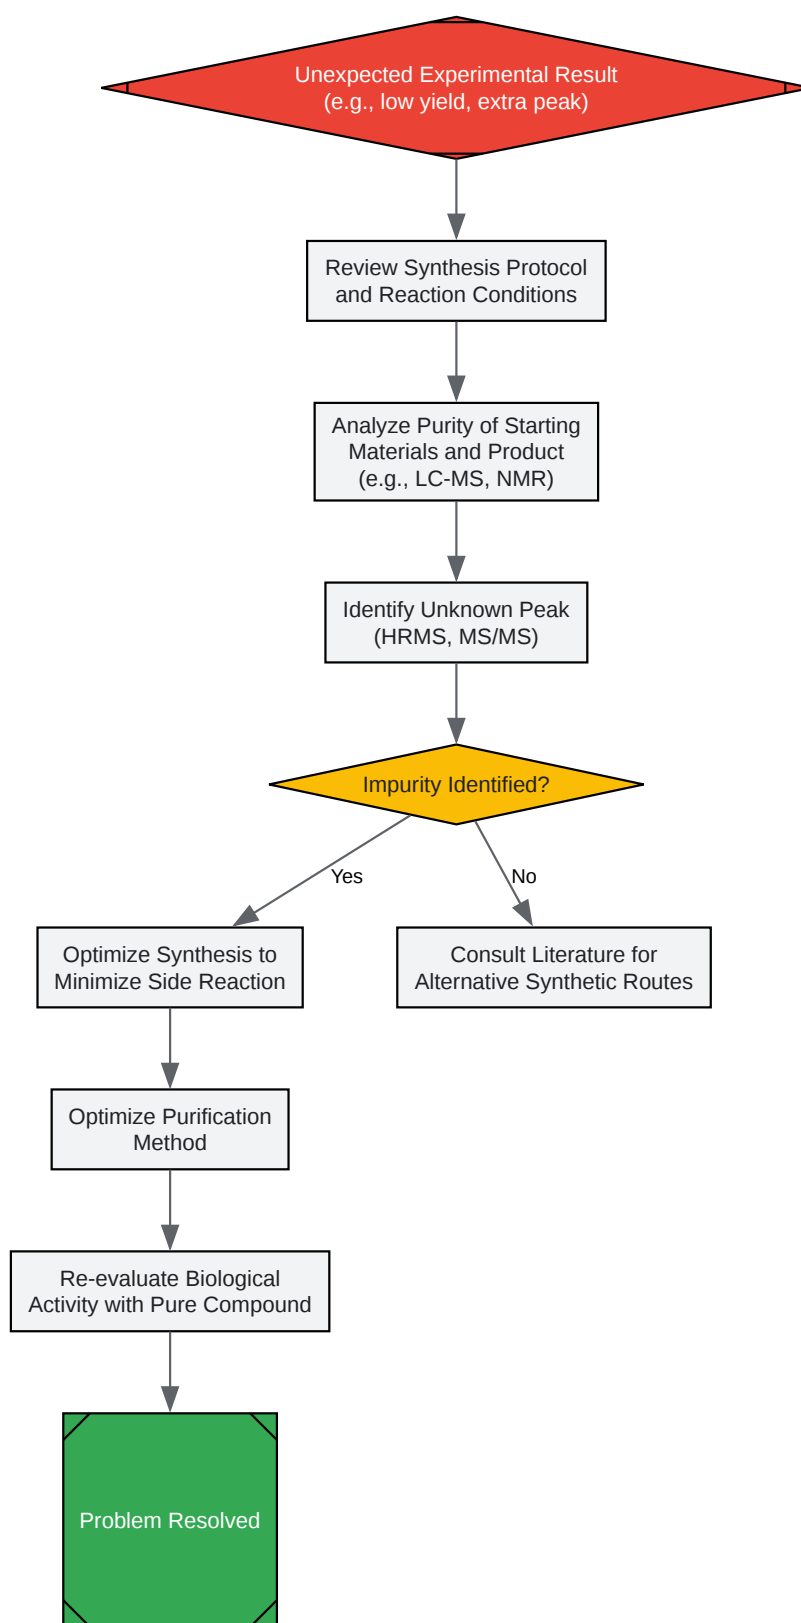 Unexpected Experimental Result
(e.g., low yield, extra peak)
Review Synthesis Protocol
and Reaction Conditions
Analyze Purity of Starting
Materials and Product
(e.g., LC-MS, NMR)
Identify Unknown Peak
(HRMS, MS/MS)
Impurity Identified?
Yes
No
Optimize Synthesis to
Minimize Side Reaction
Consult Literature for
Alternative Synthetic Routes
Optimize Purification
Method
Re-evaluate Biological
Activity with Pure Compound
Problem Resolved